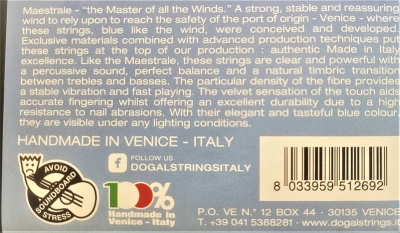 Maestrale - "the Master of all the Winds." A strong, stable and reassuring
wind to rely upon to reach the safety of the port of origin - Venice - where
these strings, blue like the wind, were conceived and developed.
Exclusive materials combined with advanced production techniques put
these strings at the top of our production : authentic Made in Italy
excellence. Like the Maestrale, these strings are clear and powerful with
a percussive sound, perfect balance and a natural timbric transition
between trebles and basses. The particular density of the fibre provides
a stable vibration and fast playing. The velvet sensation of the touch aids
accurate fingering whilst offering an excellent durability due to a high
resistance to nail abrasions. With their elegant and tasteful blue colour,
they are visible under any lighting conditions.
HANDMADE IN VENICE - ITALY
FOLLOW US
DOGALSTRINGSITALY
AVOID
SOUNDBOARD
STRESS
100%
Handmade in
Venice - Italy
8 033959 512692
P.O. VE N.° 12 BOX 44 - 30135 VENICE
T. +39 041 5388281 - www.dogalstrings.it